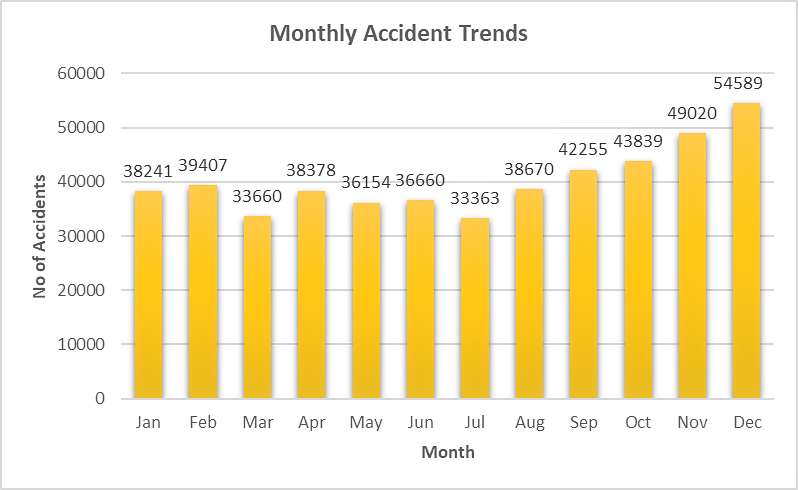 Monthly Accident Trends
No of Accidents
60000
50000
40000
30000
20000
10000
0
38241 39407 33660 38378 36154 36660 33363 38670 42255 43839 49020 54589
Jan Feb Mar Apr May Jun Jul Aug Sep Oct Nov Dec
Month